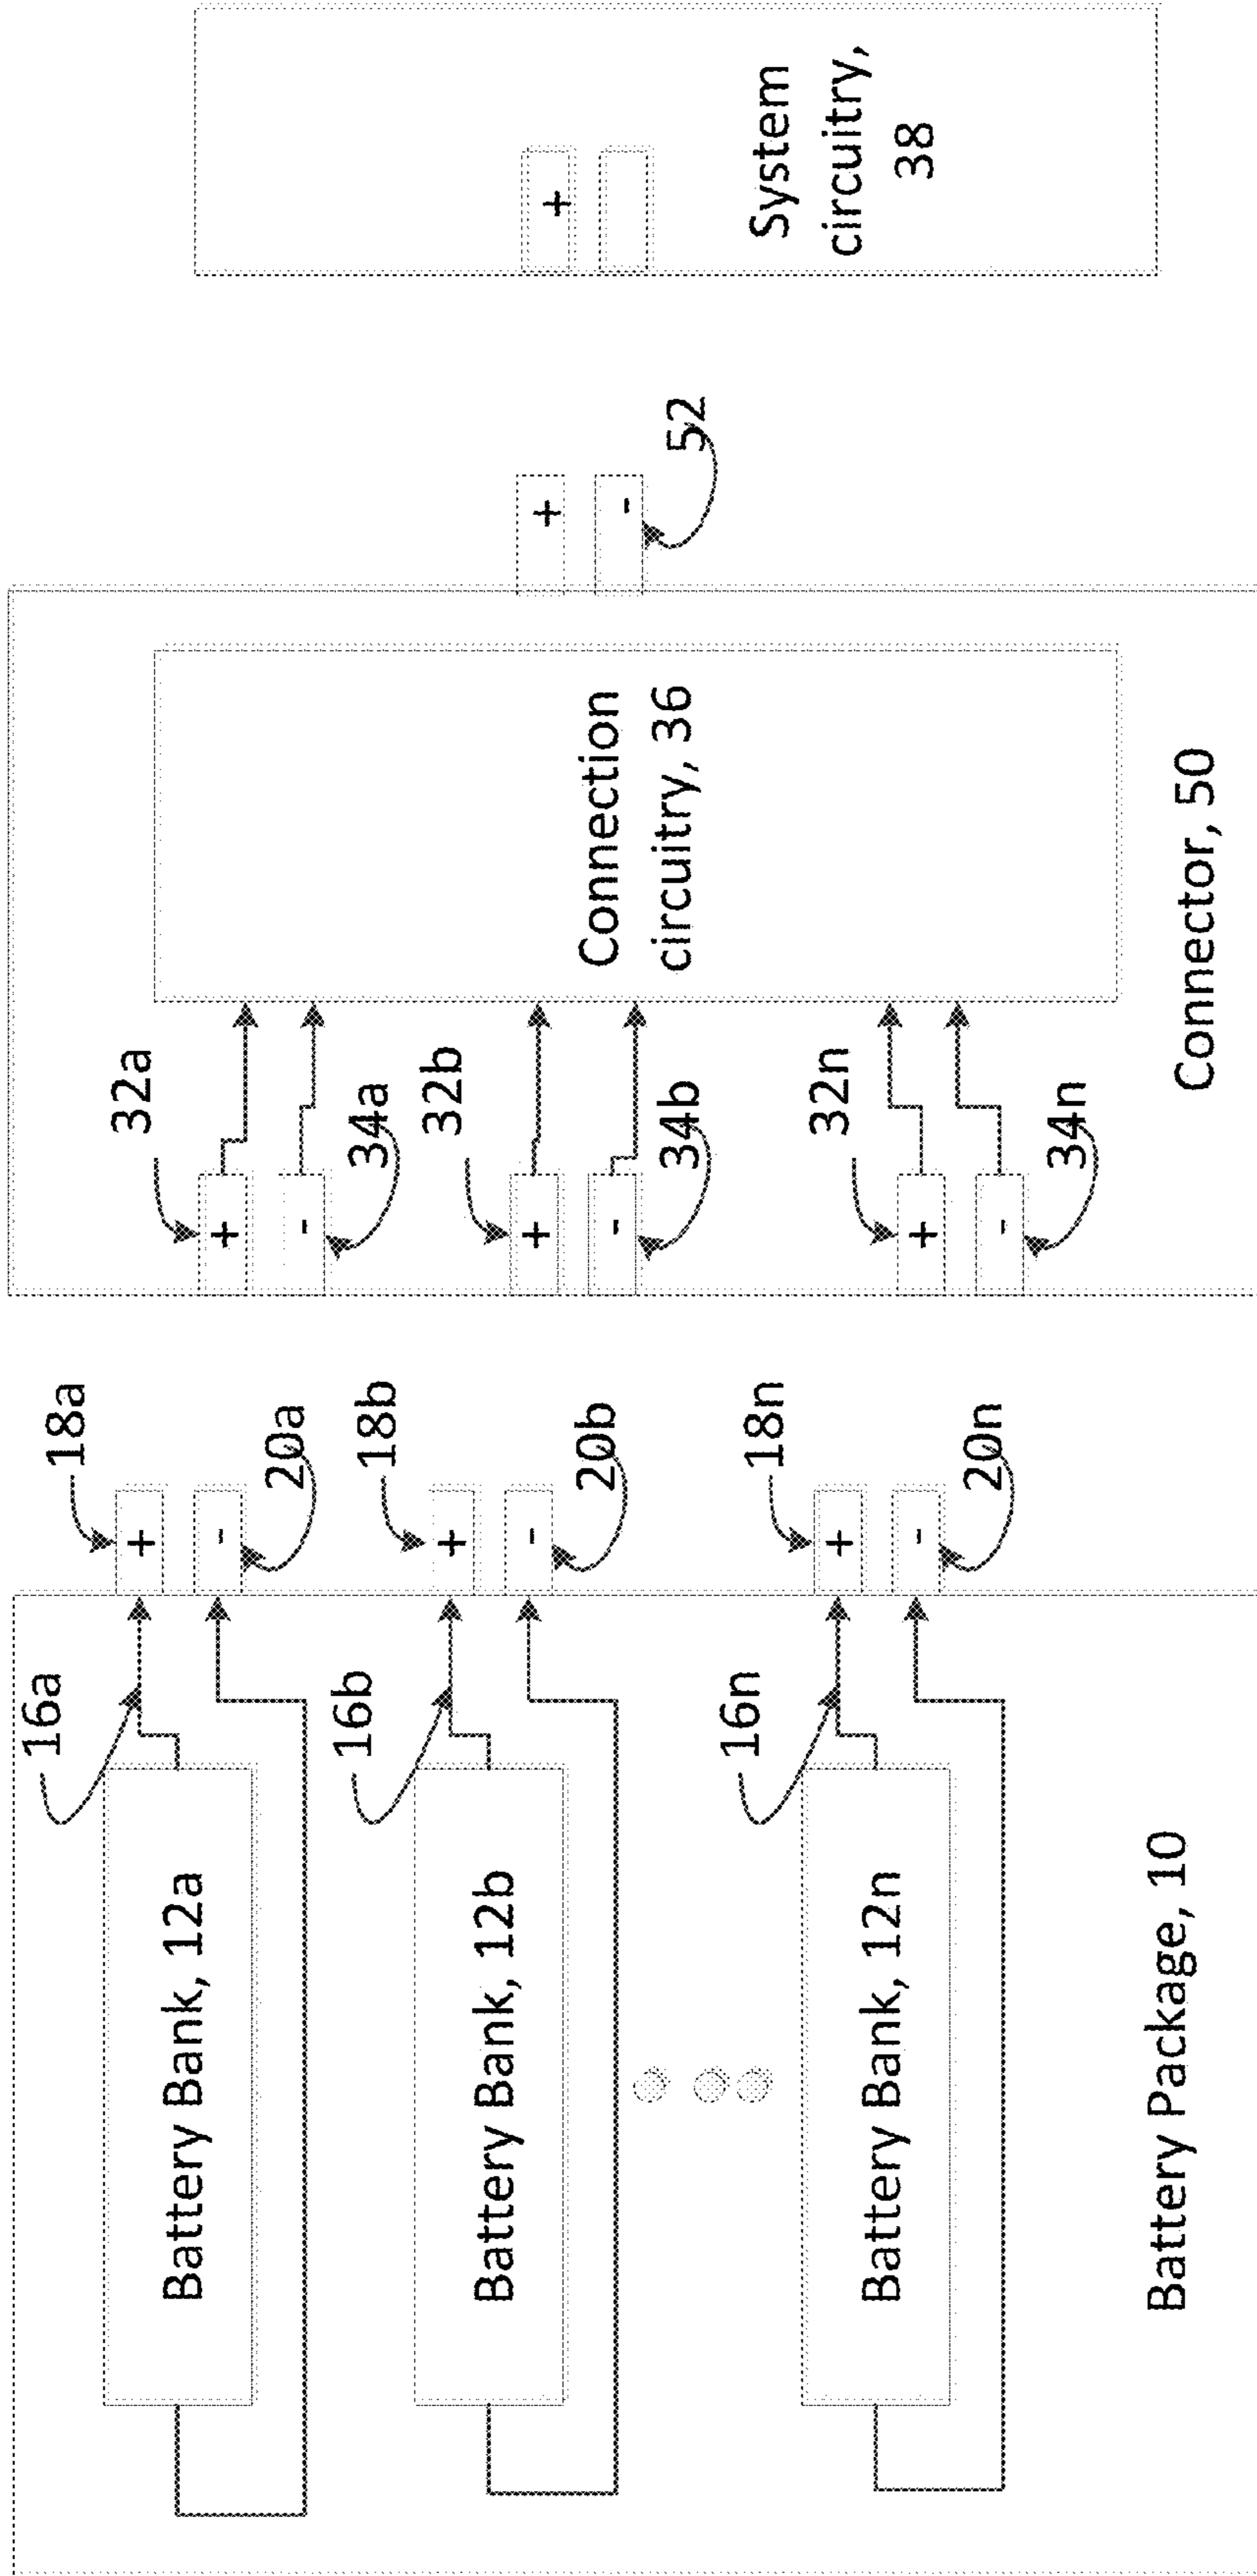 16a
18a
+
-
20a
Battery Bank, 12a
16b
18b
+
-
20b
Battery Bank, 12b
16n
18n
+
-
20n
Battery Bank, 12n
Battery Package, 10
32a
+
-
34a
32b
+
-
34b
32n
+
-
34n
Connection
circuitry, 36
Connector, 50
+
-
52
+
System
circuitry,
38